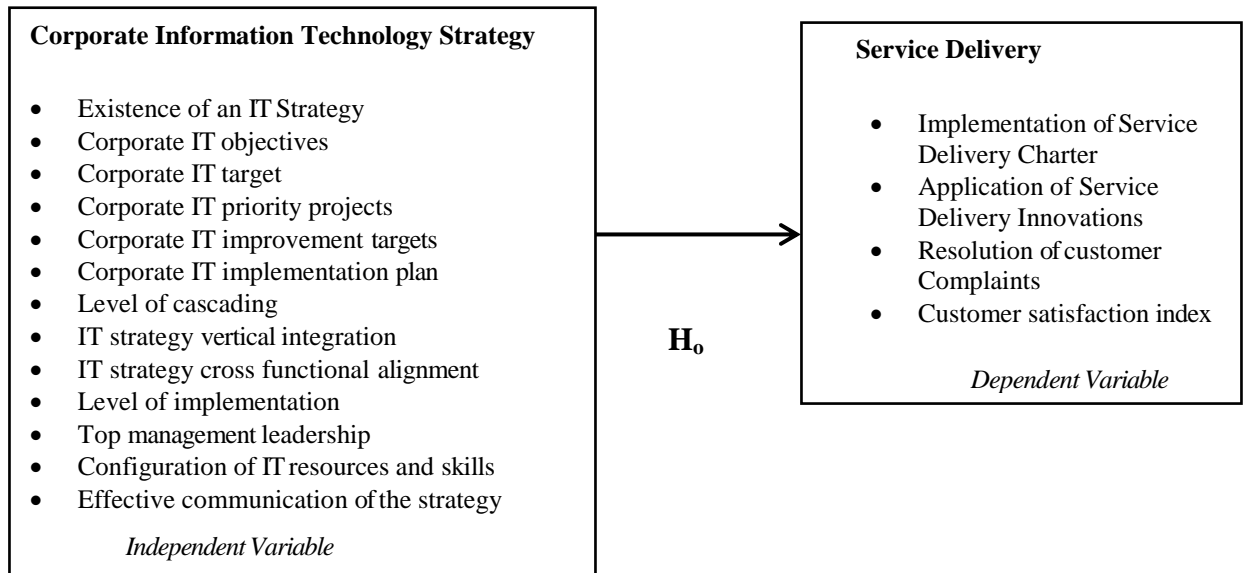 Corporate Information Technology Strategy
• Existence of an IT Strategy
• Corporate IT objectives
• Corporate IT target
• Corporate IT priority projects
• Corporate IT improvement targets
• Corporate IT implementation plan
• Level of cascading
• IT strategy vertical integration
• IT strategy cross functional alignment
• Level of implementation
• Top management leadership
• Configuration of IT resources and skills
• Effective communication of the strategy
Independent Variable
Ho
Service Delivery
• Implementation of Service
Delivery Charter
• Application of Service
Delivery Innovations
• Resolution of customer
Complaints
• Customer satisfaction index
Dependent Variable